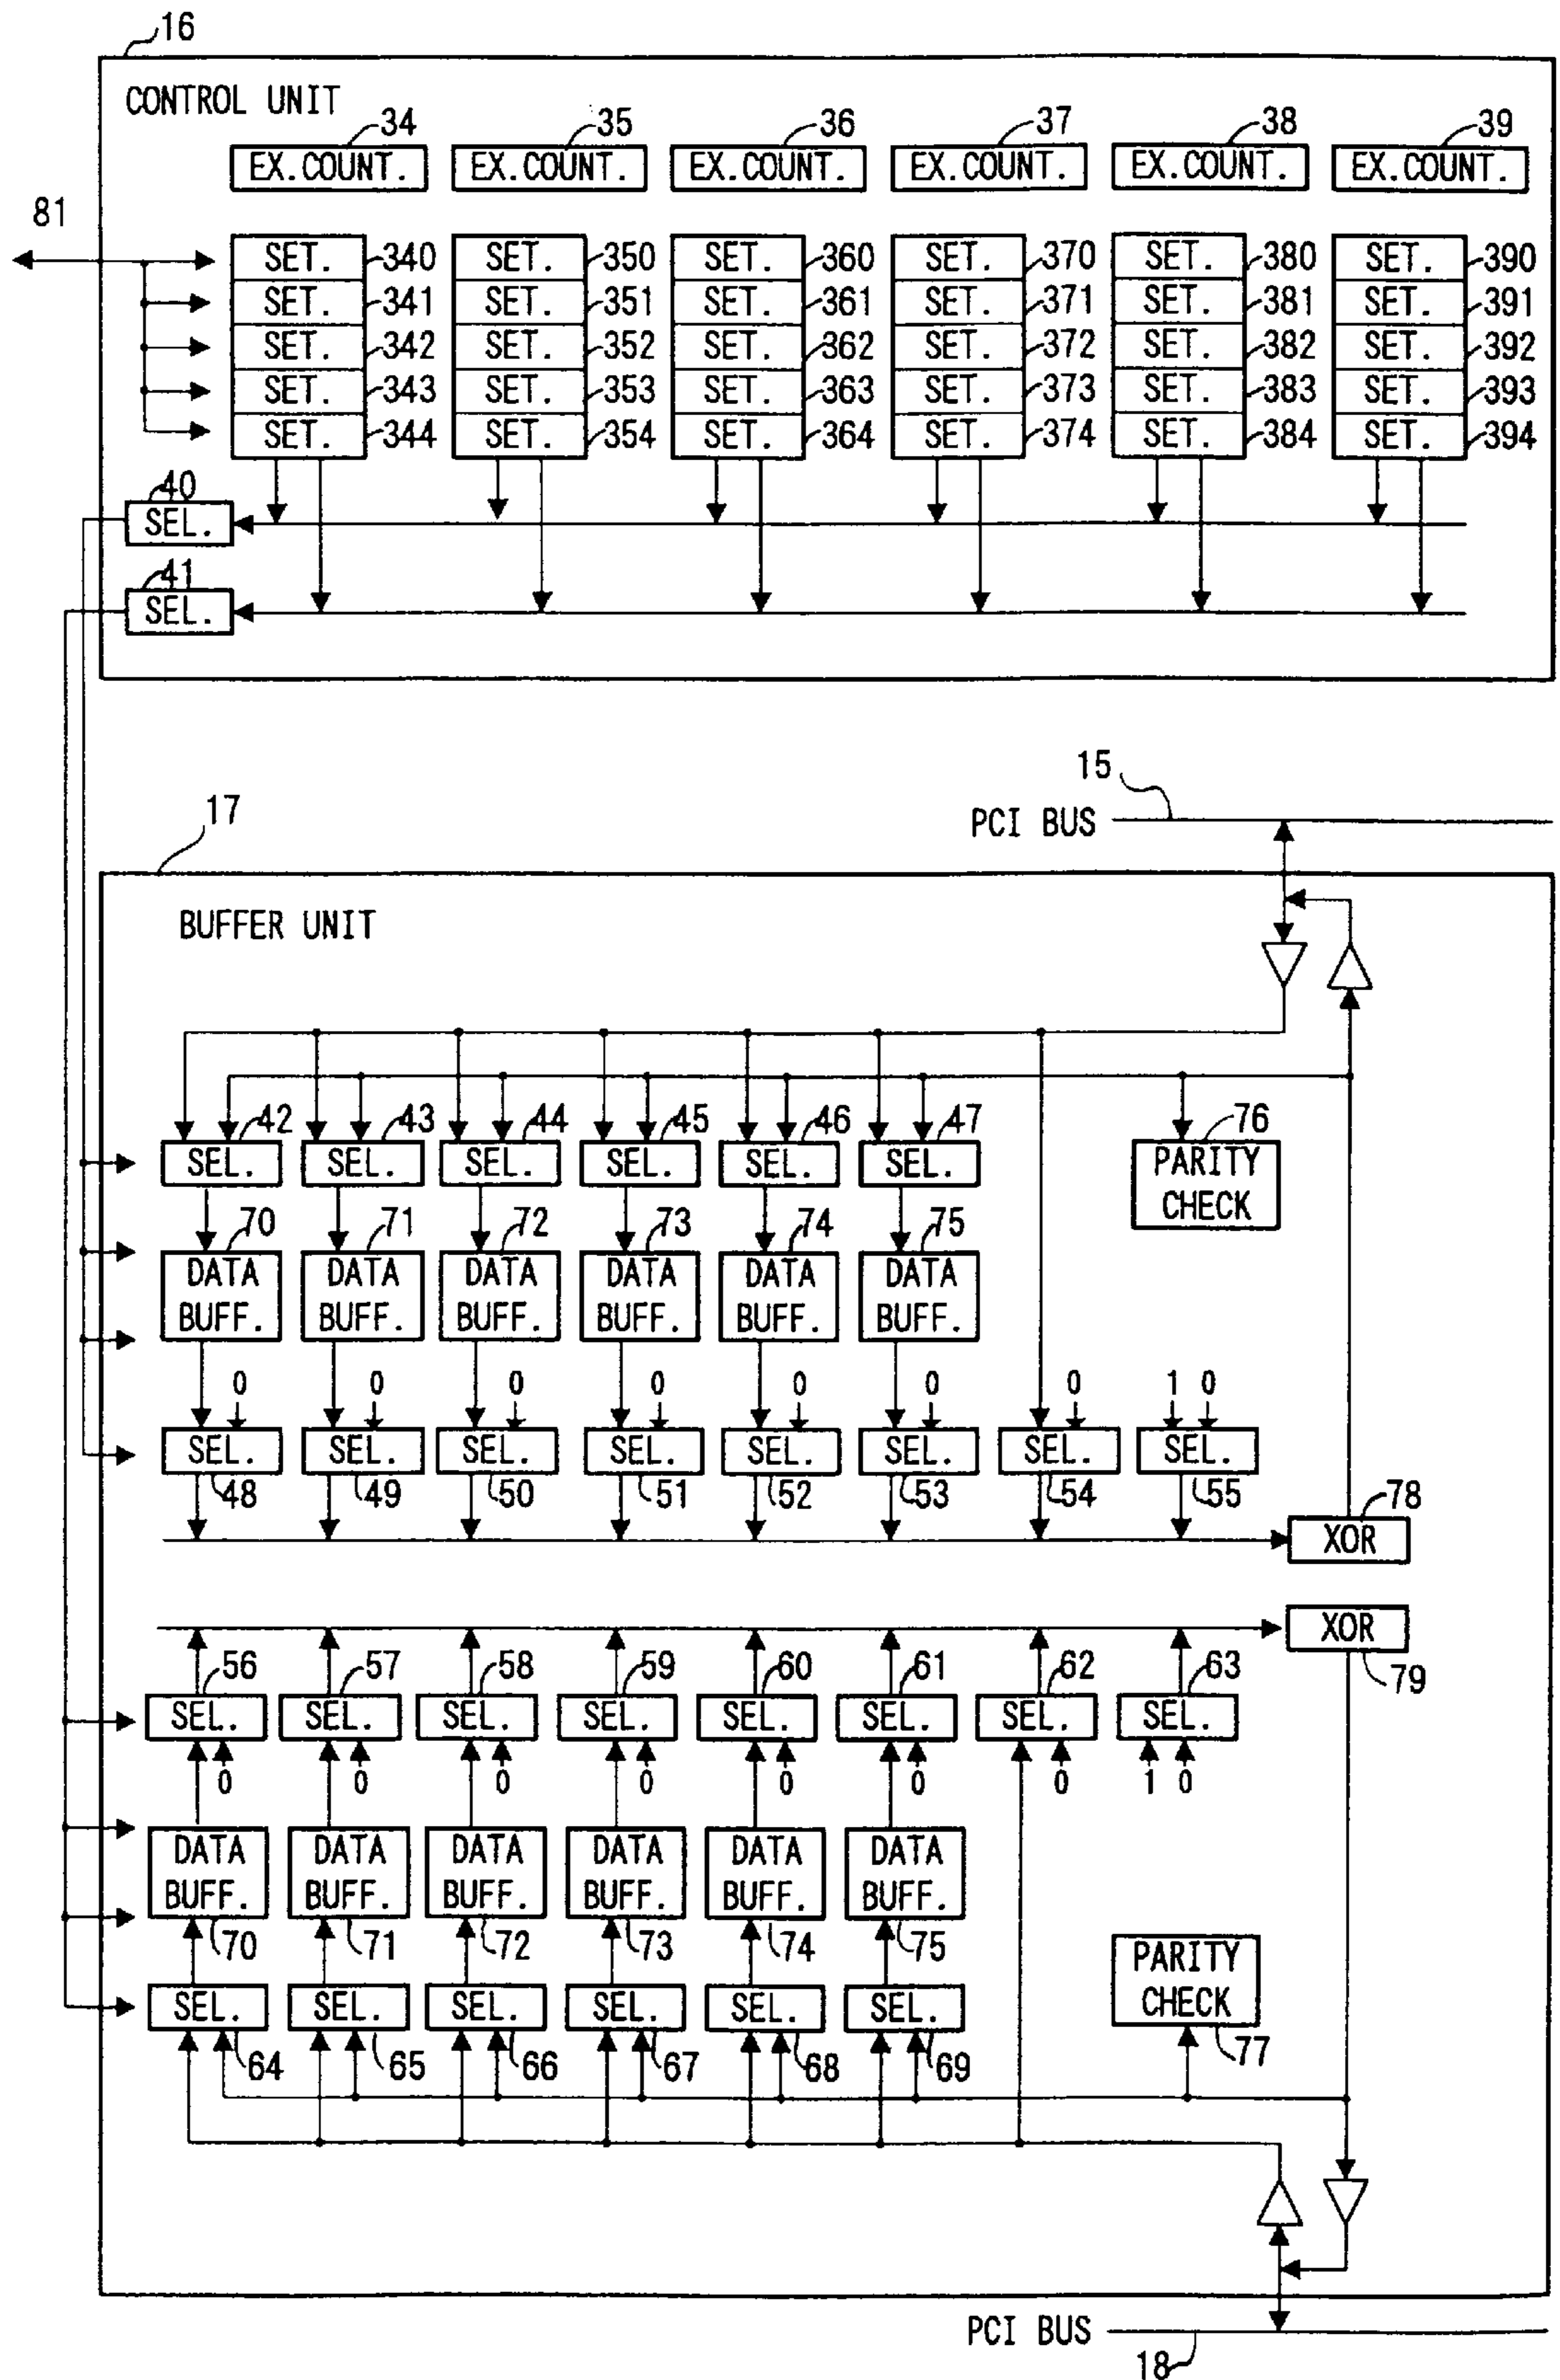 16
CONTROL UNIT
34 35 36 37 38 39
EX.COUNT. EX.COUNT. EX.COUNT. EX.COUNT. EX.COUNT. EX.COUNT.
81
SET. 340 SET. 350 SET. 360 SET. 370 SET. 380 SET. 390
SET. 341 SET. 351 SET. 361 SET. 371 SET. 381 SET. 391
SET. 342 SET. 352 SET. 362 SET. 372 SET. 382 SET. 392
SET. 343 SET. 353 SET. 363 SET. 373 SET. 383 SET. 393
SET. 344 SET. 354 SET. 364 SET. 374 SET. 384 SET. 394
40
SEL.
41
SEL.
15
PCI BUS
17
BUFFER UNIT
42 43 44 45 46 47 76
SEL. SEL. SEL. SEL. SEL. SEL. PARITY
CHECK
70 71 72 73 74 75
DATA DATA DATA DATA DATA DATA
BUFF. BUFF. BUFF. BUFF. BUFF. BUFF.
0 0 0 0 0 0 0 1 0
SEL. SEL. SEL. SEL. SEL. SEL. SEL. SEL.
48 49 50 51 52 53 54 55 78
XOR
XOR
56 57 58 59 60 61 62 63 79
SEL. SEL. SEL. SEL. SEL. SEL. SEL. SEL.
0 0 0 0 0 0 0 1 0
DATA DATA DATA DATA DATA DATA
BUFF. BUFF. BUFF. BUFF. BUFF. BUFF.
70 71 72 73 74 75 PARITY
SEL. SEL. SEL. SEL. SEL. SEL. CHECK
64 65 66 67 68 69 77
PCI BUS
18